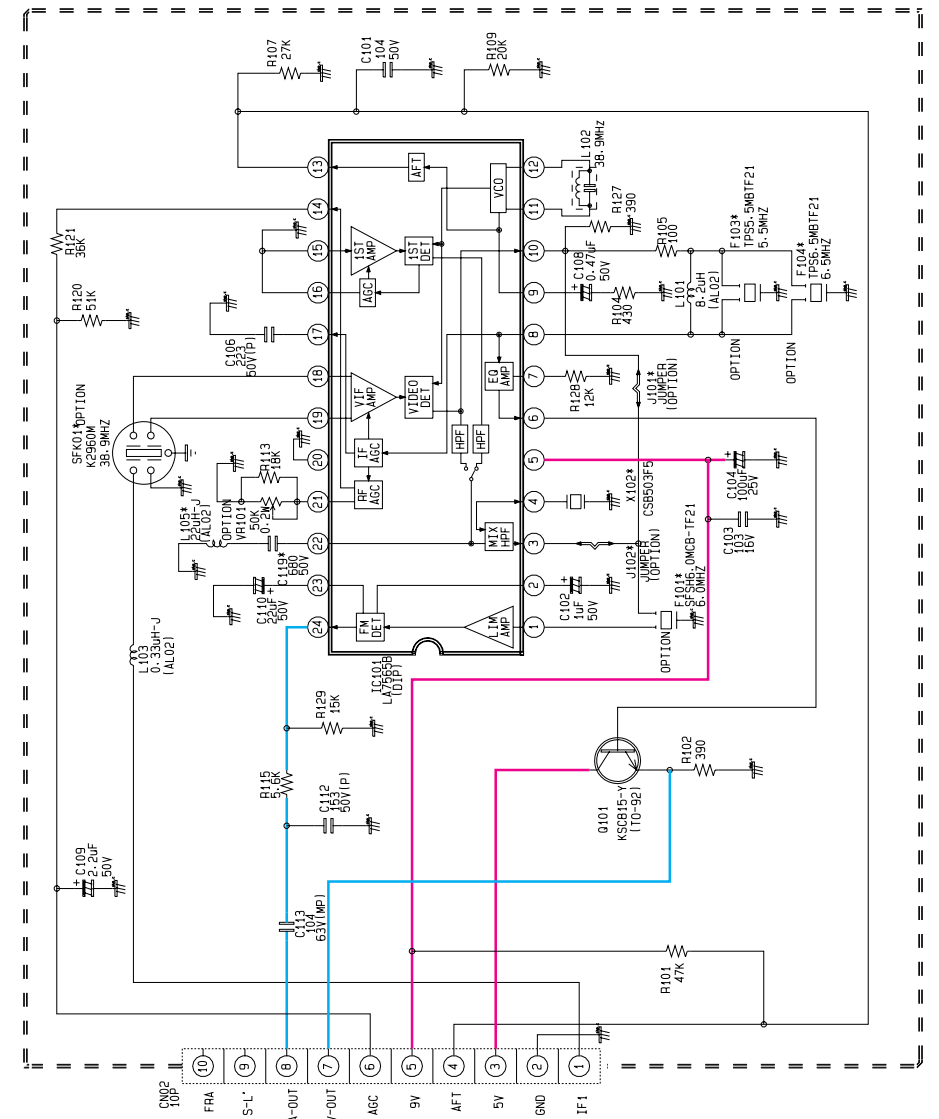 R107
27K
C101
104
50V
R109
20K
13
14
15
16
17
18
19
20
21
22
23
24
12
11
10
9
8
7
6
5
4
3
2
1
AFT
VCO
1ST
AMP
1ST
DET
AGC
VIF
AMP
VIDEO
DET
EQ
AMP
IF
AGC
RF
AGC
HPF
HPF
MIX
HPF
FM
DET
LIM
AMP
L102
38.9MHZ
R127
390
R105
100
F103*
TPS5.5MBTF21
5.5MHZ
F104*
TPS6.5MBTF21
6.5MHZ
C108
0.47uF
50V
+
R104
430
L101
8.2uH
(AL02)
OPTION
OPTION
R121
36K
R120
51K
C106
223
50V(P)
SFK01*
OPTION
K2960M
38.9MHZ
R113
18K
VR101
50K
0.2W
L105*
22uH-J
(AL02)
OPTION
C119*
680
50V
C110
22uF
50V
+
R128
12K
J101*
JUMPER
(OPTION)
X102*
CSB503F5
J102*
JUMPER
(OPTION)
C104
100uF
25V
+
C103
103
16V
F101*
SFSH6.0MCB-TF21
6.0MHZ
OPTION
C102
1uF
50V
+
L103
0.33uH-J
(AL02)
IC101
LA7565B
(DIP)
R129
15K
R115
5.6K
C112
153
50V(P)
C113
104
63V(MP)
C109
2.2uF
50V
+
Q101
KSC815-Y
(TO-92)
R102
390
R101
47K
CN02
10P
10
9
8
7
6
5
4
3
2
1
FRA
S-L'
A-OUT
V-OUT
AGC
9V
AFT
5V
GND
IF1